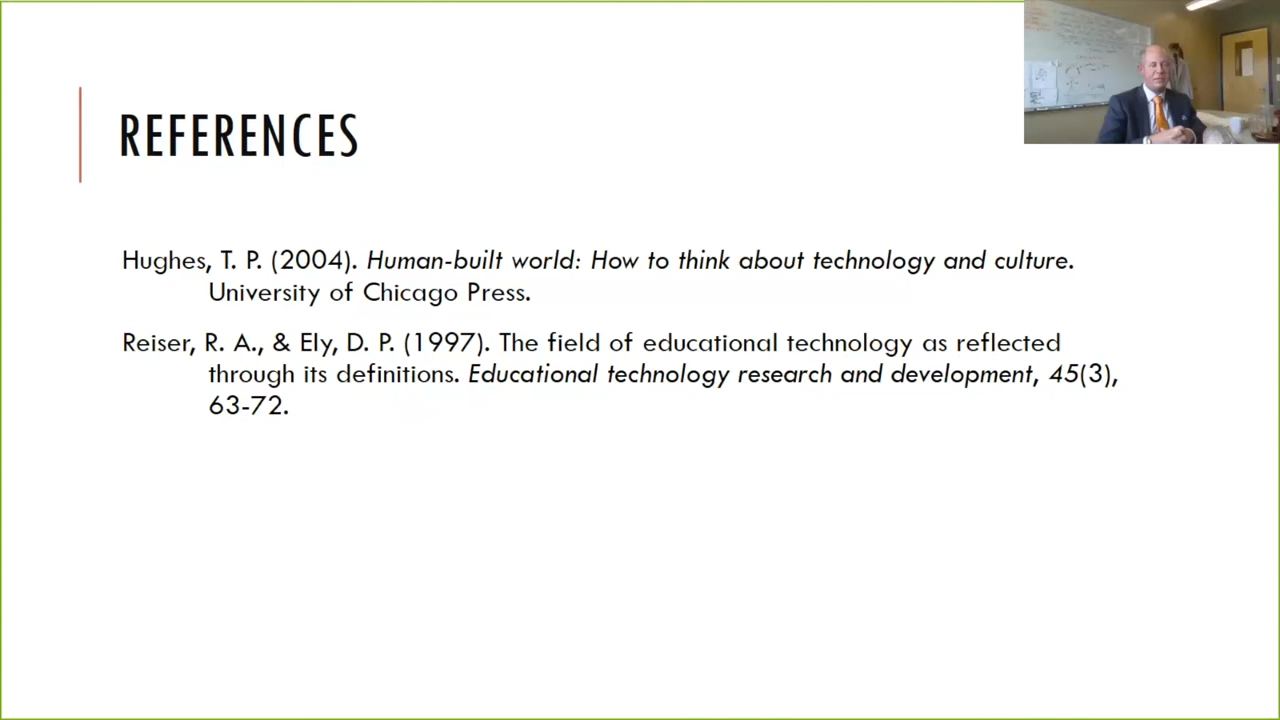 REFERENCES
Hughes, T. P. (2004). Human-built world: How to think about technology and culture.
University of Chicago Press.
Reiser, R. A., & Ely, D. P. (1997). The field of educational technology as reflected
through its definitions. Educational technology research and development, 45(3),
63-72.